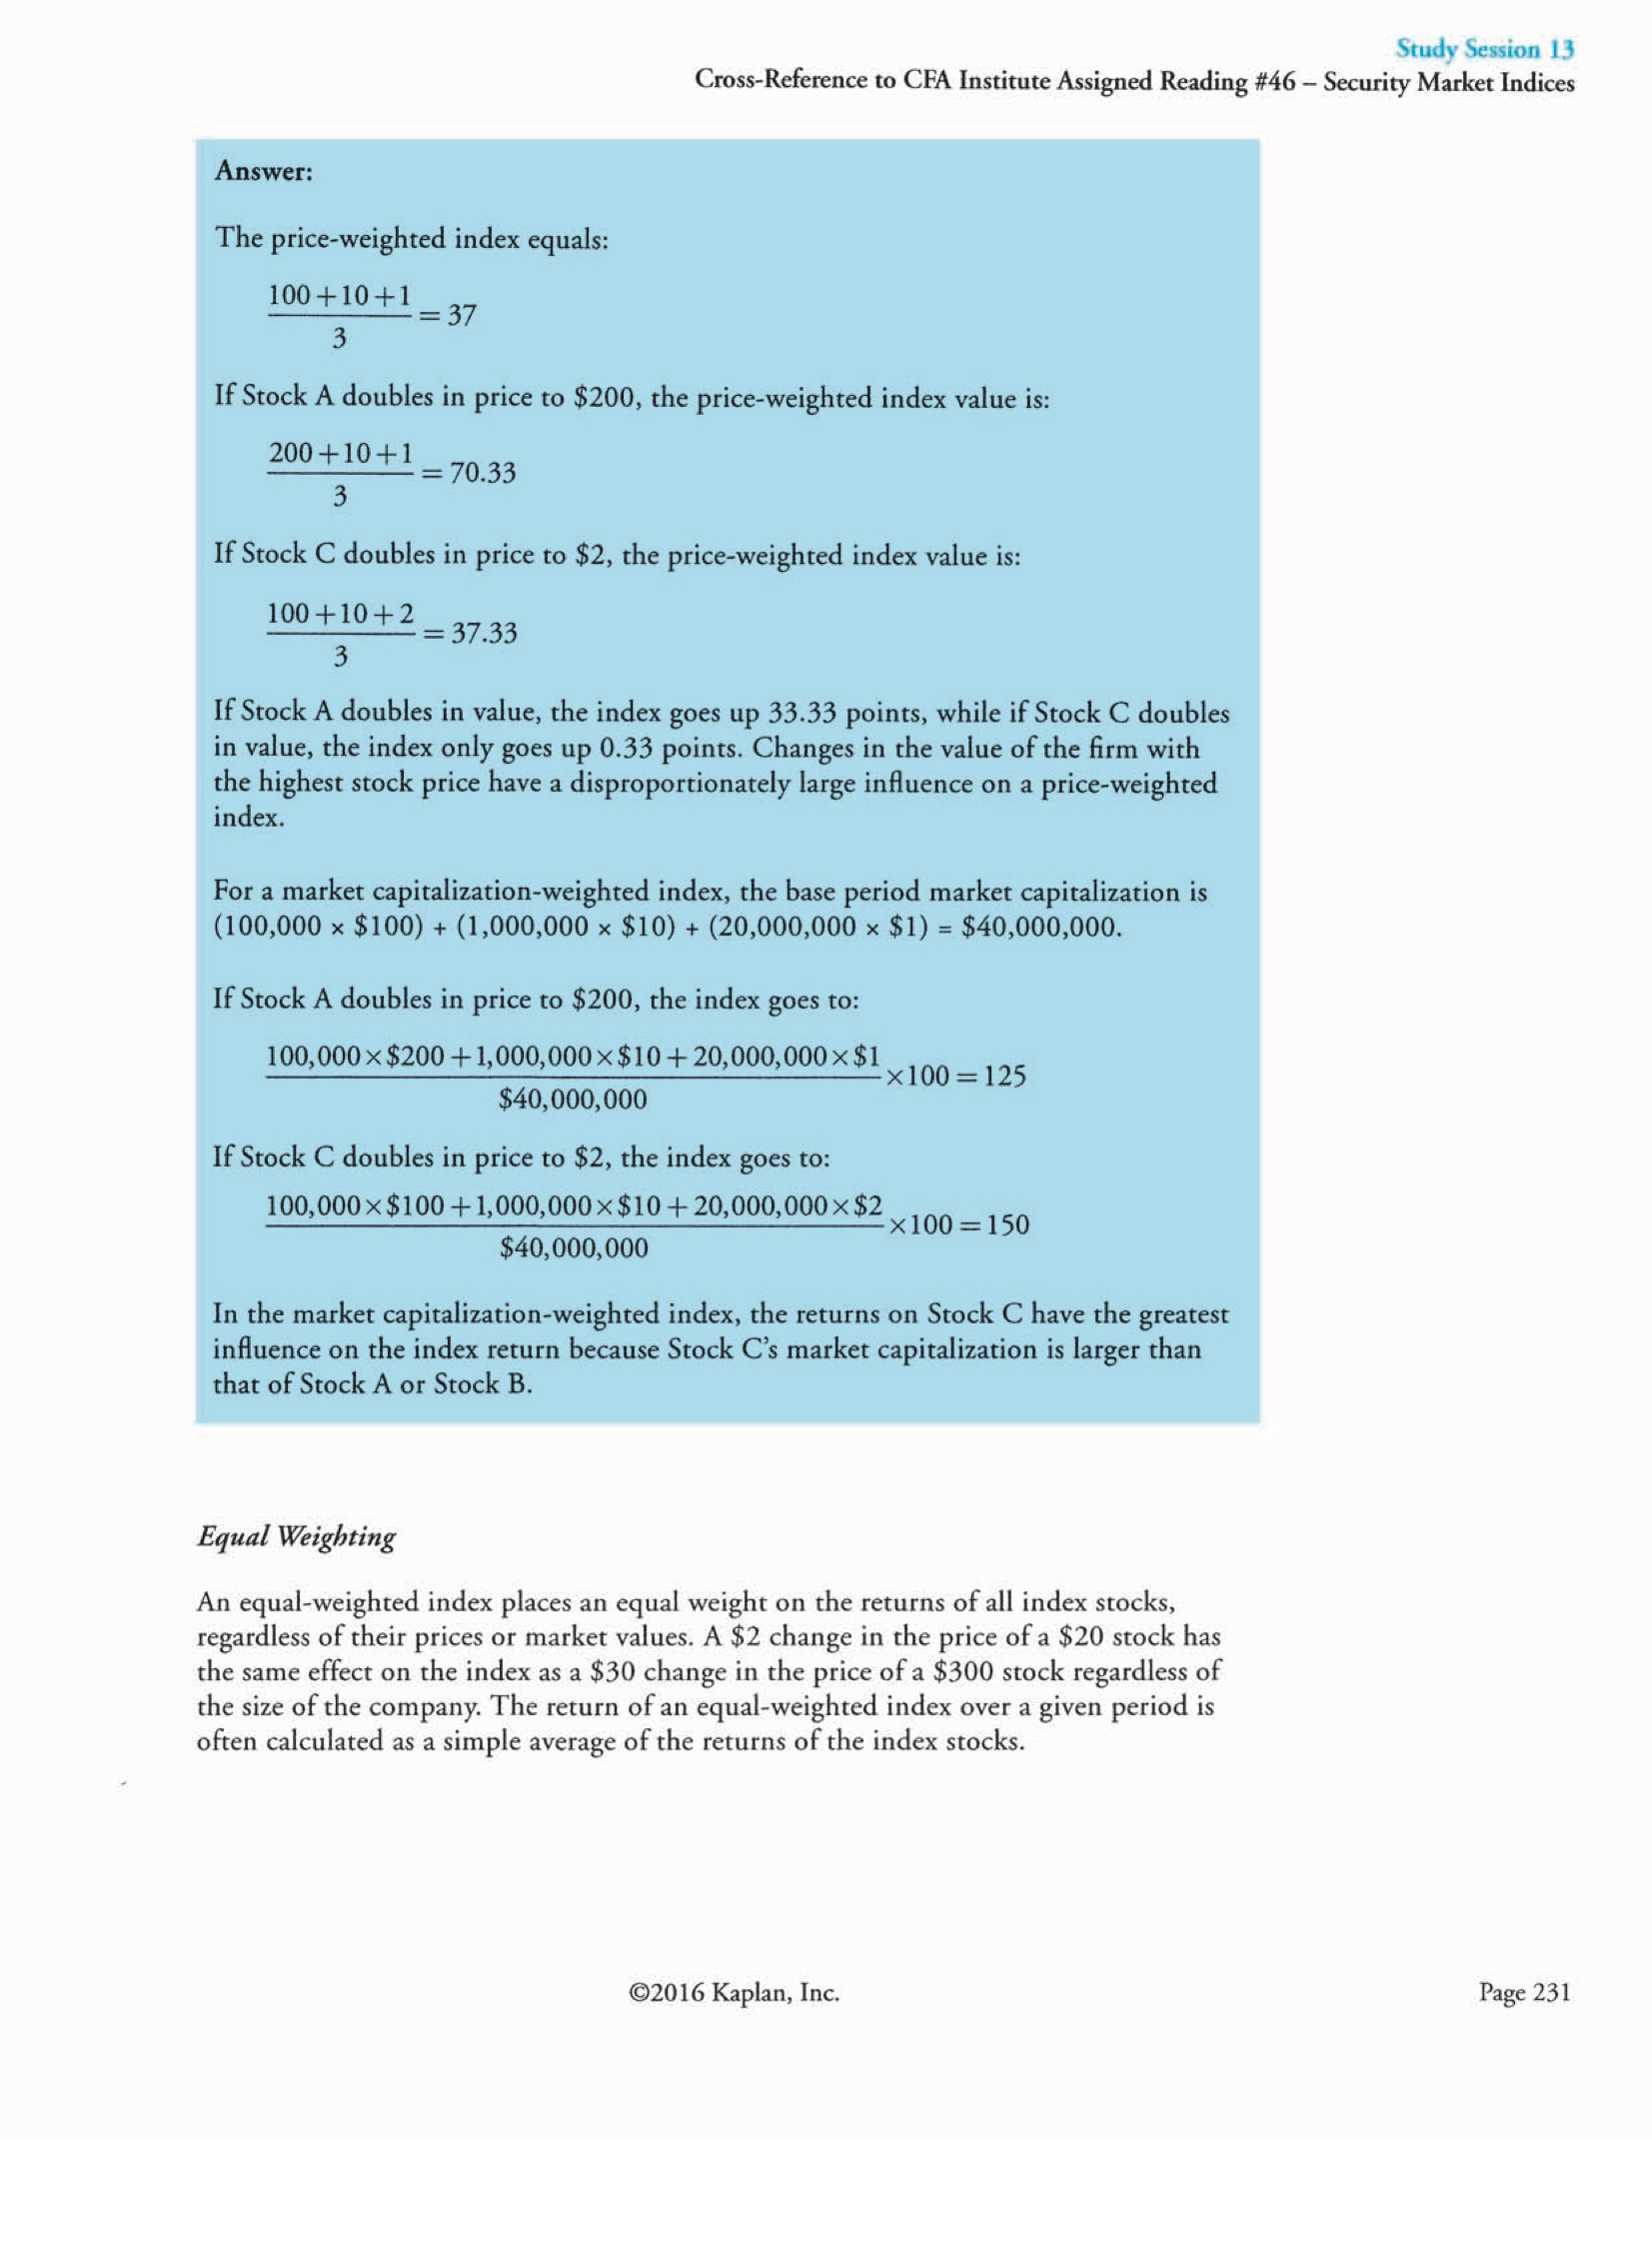 Study Session 13
Cross-Reference to CFA Institute Assigned Reading #46 – Security Market Indices
Answer:
The price-weighted index equals:
100 + 10 + 1
= 37
3
If Stock A doubles in price to $200, the price-weighted index value is:
200 + 10 + 1
= 70.33
3
If Stock C doubles in price to $2, the price-weighted index value is:
100 + 10 + 2
= 37.33
3
If Stock A doubles in value, the index goes up 33.33 points, while if Stock C doubles
in value, the index only goes up 0.33 points. Changes in the value of the firm with
the highest stock price have a disproportionately large influence on a price-weighted
index.
For a market capitalization-weighted index, the base period market capitalization is
(100,000 × $100) + (1,000,000 × $10) + (20,000,000 × $1) = $40,000,000.
If Stock A doubles in price to $200, the index goes to:
100,000 × $200 + 1,000,000 × $10 + 20,000,000 × $1
× 100 = 125
$40,000,000
If Stock C doubles in price to $2, the index goes to:
100,000 × $100 + 1,000,000 × $10 + 20,000,000 × $2
× 100 = 150
$40,000,000
In the market capitalization-weighted index, the returns on Stock C have the greatest
influence on the index return because Stock C's market capitalization is larger than
that of Stock A or Stock B.
Equal Weighting
An equal-weighted index places an equal weight on the returns of all index stocks,
regardless of their prices or market values. A $2 change in the price of a $20 stock has
the same effect on the index as a $30 change in the price of a $300 stock regardless of
the size of the company. The return of an equal-weighted index over a given period is
often calculated as a simple average of the returns of the index stocks.
©2016 Kaplan, Inc.
Page 231